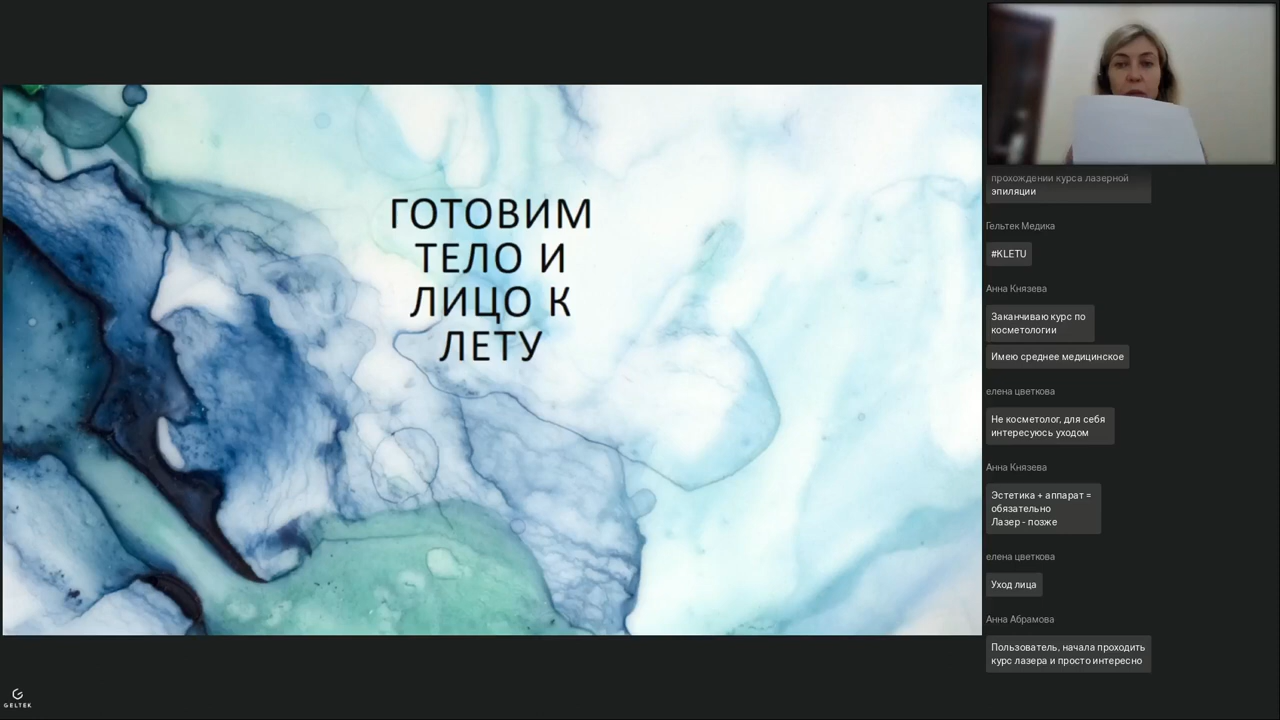 ГОТОВИМ
ТЕЛО И
ЛИЦО К
ЛЕТУ
прохождении курса лазерной
эпиляции
Гельтек Медика
#KLETU
Анна Князева
Заканчиваю курс по
косметологии
Имею среднее медицинское
елена цветкова
Не косметолог, для себя
интересуюсь уходом
Анна Князева
Эстетика + аппарат =
обязательно
Лазер - позже
елена цветкова
Уход лица
Анна Абрамова
Пользователь, начала проходить
курс лазера и просто интересно
GELTEK